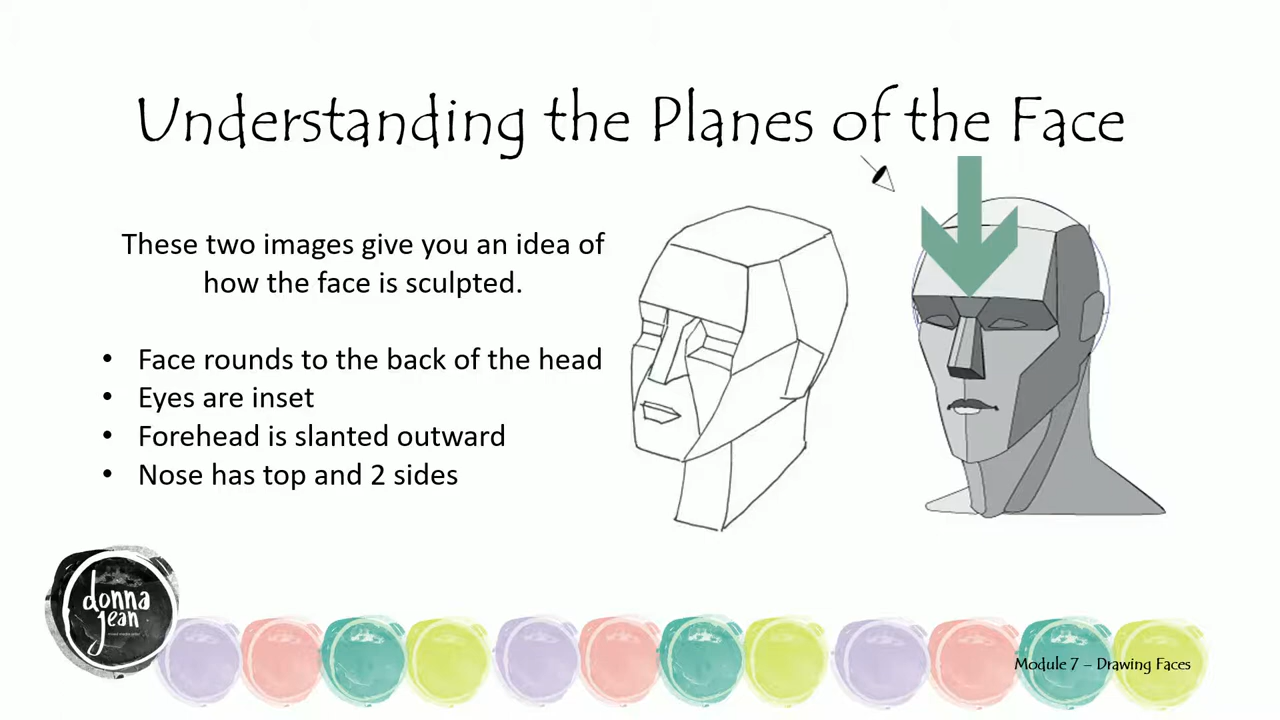 Understanding the Planes of the Face
These two images give you an idea of
how the face is sculpted.
• Face rounds to the back of the head
• Eyes are inset
• Forehead is slanted outward
• Nose has top and 2 sides
donna
jean
Module 7 – Drawing Faces